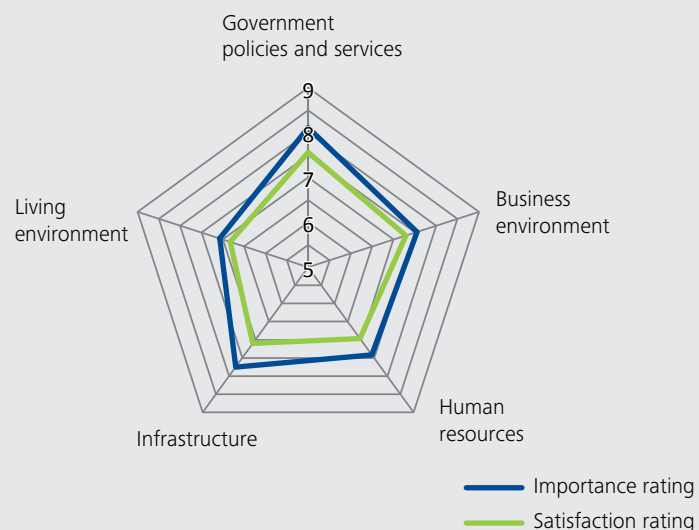 Government
policies and services
9
8
7
6
5
Business
environment
Living
environment
Human
resources
Infrastructure
Importance rating
Satisfaction rating